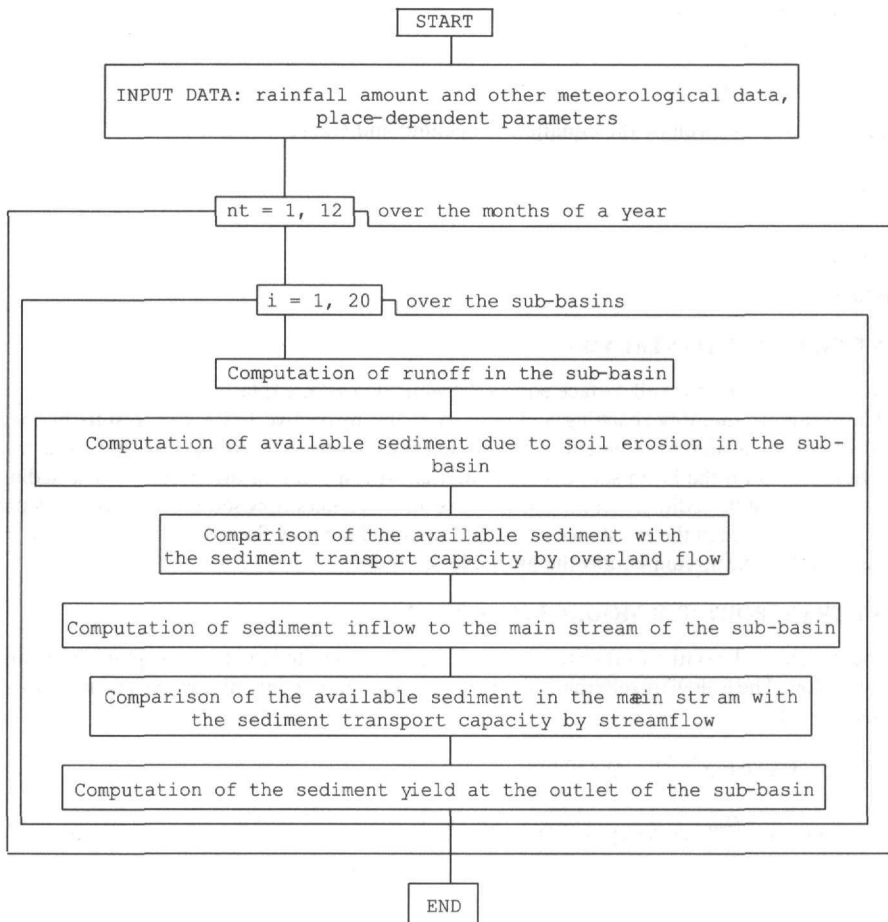 START
INPUT DATA: rainfall amount and other meteorological data,
place-dependent parameters
nt = 1, 12 over the months of a year
i = 1, 20 over the sub-basins
Computation of runoff in the sub-basin
Computation of available sediment due to soil erosion in the sub-
basin
Comparison of the available sediment with
the sediment transport capacity by overland flow
Computation of sediment inflow to the main stream of the sub-basin
Comparison of the available sediment in the mæin str am with
the sediment transport capacity by streamflow
Computation of the sediment yield at the outlet of the sub-basin
END